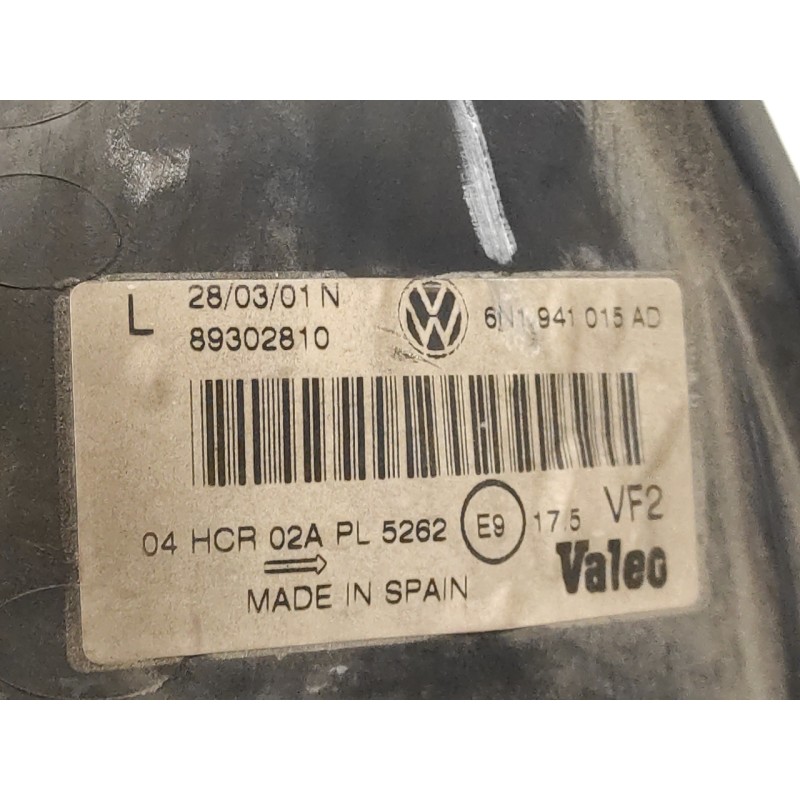 L 28/03/01 N 6N1 941 015 AD
89302810
04 HCR 02A PL 5262 E9 17.5 VF2
MADE IN SPAIN Valeo